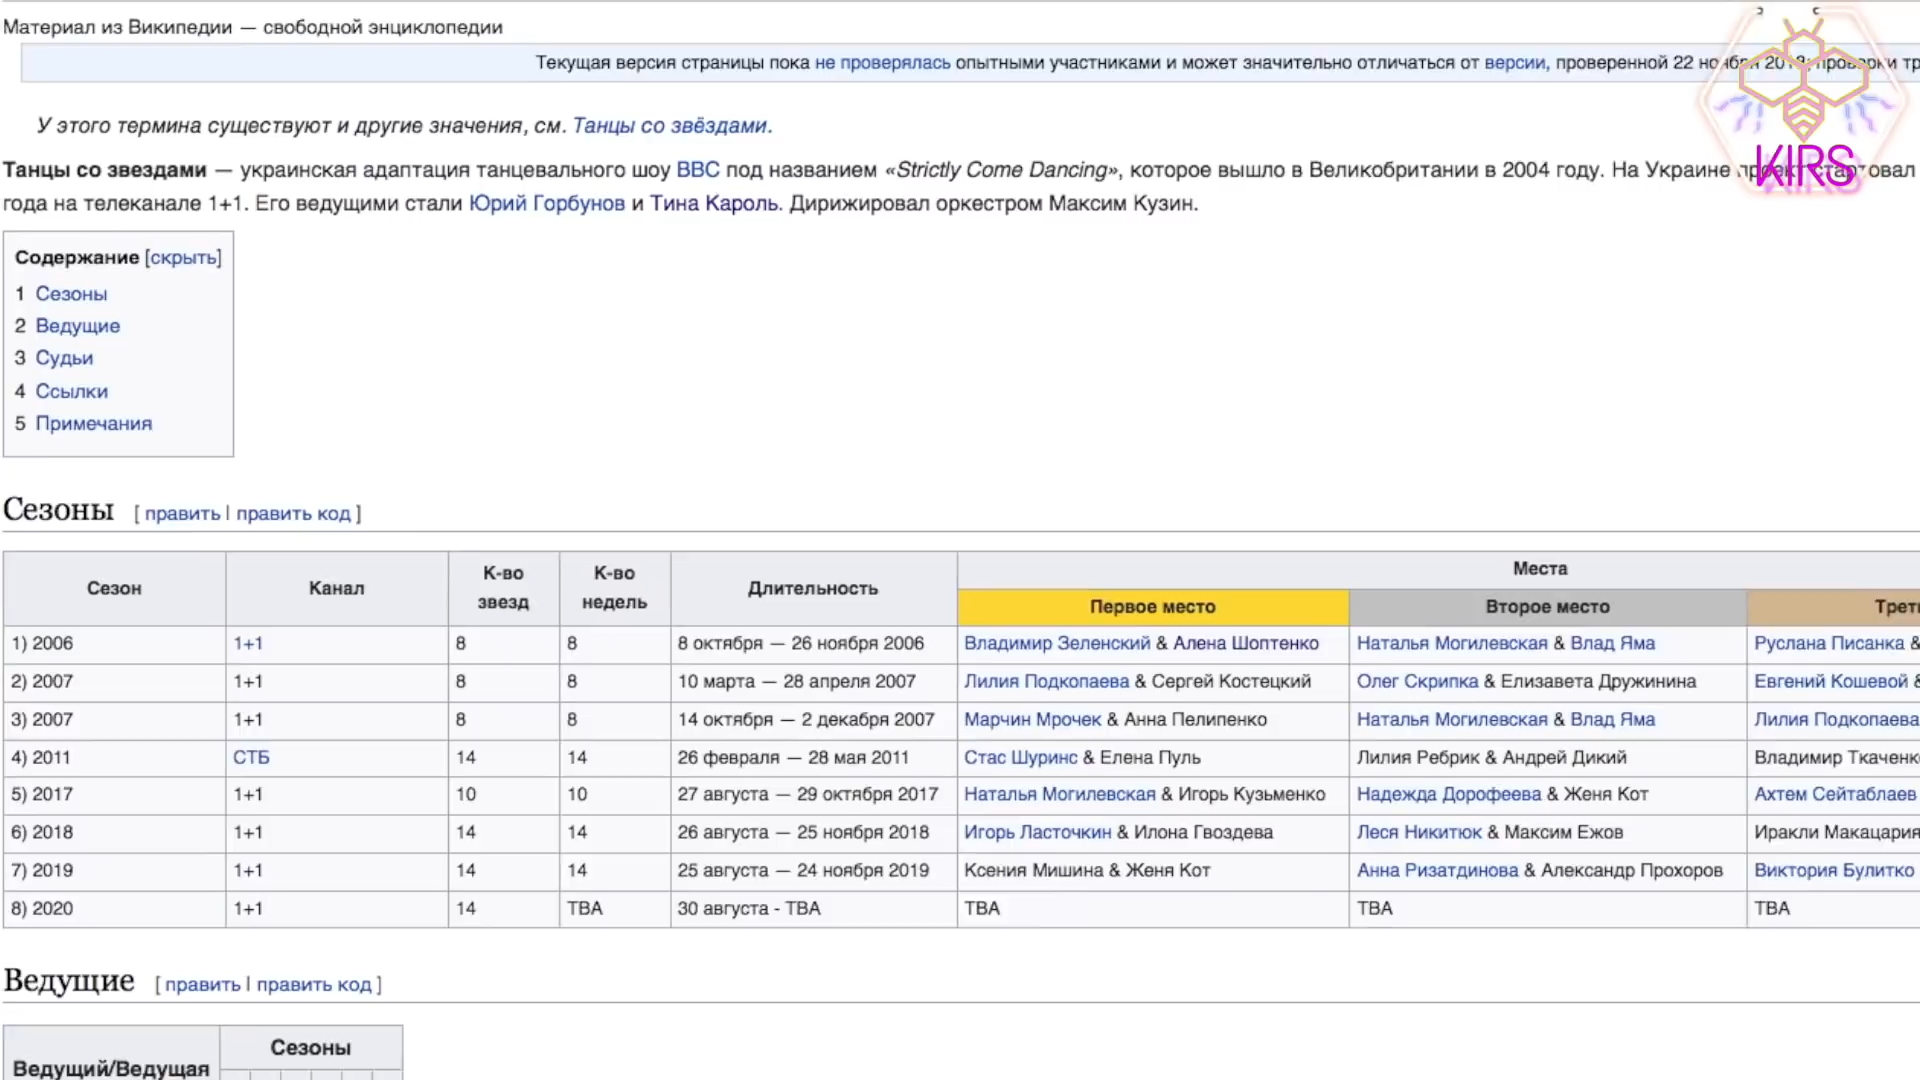 Материал из Википедии — свободной энциклопедии
Текущая версия страницы пока не проверялась опытными участниками и может значительно отличаться от версии, проверенной 22 ноября 2019; проверки
У этого термина существуют и другие значения, см. Танцы со звёздами.
Танцы со звездами — украинская адаптация танцевального шоу BBC под названием «Strictly Come Dancing», которое вышло в Великобритании в 2004 году. На Украине проект стартовал
года на телеканале 1+1. Его ведущими стали Юрий Горбунов и Тина Кароль. Дирижировал оркестром Максим Кузин.
KIRS
Содержание [скрыть]
1 Сезоны
2 Ведущие
3 Судьи
4 Ссылки
5 Примечания
Сезоны [ править | править код ]
Сезон Канал К-во звезд К-во недель Длительность Места
Первое место Второе место
1) 2006 1+1 8 8 8 октября — 26 ноября 2006 Владимир Зеленский & Алена Шоптенко Наталья Могилевская & Влад Яма Руслана Писанка &
2) 2007 1+1 8 8 10 марта — 28 апреля 2007 Лилия Подкопаева & Сергей Костецкий Олег Скрипка & Елизавета Дружинина Евгений Кошевой &
3) 2007 1+1 8 8 14 октября — 2 декабря 2007 Марчин Мрочек & Анна Пелипенко Наталья Могилевская & Влад Яма Лилия Подкопаева
4) 2011 СТБ 14 14 26 февраля — 28 мая 2011 Стас Шуринс & Елена Пуль Лилия Ребрик & Андрей Дикий Владимир Ткаченко
5) 2017 1+1 10 10 27 августа — 29 октября 2017 Наталья Могилевская & Игорь Кузьменко Надежда Дорофеева & Женя Кот Ахтем Сейтаблаев
6) 2018 1+1 14 14 26 августа — 25 ноября 2018 Игорь Ласточкин & Илона Гвоздева Леся Никитюк & Максим Ежов Иракли Макацария
7) 2019 1+1 14 14 25 августа — 24 ноября 2019 Ксения Мишина & Женя Кот Анна Ризатдинова & Александр Прохоров Виктория Булитко
8) 2020 1+1 14 TBA 30 августа - TBA TBA TBA TBA
Ведущие [ править | править код ]
Ведущий/Ведущая Сезоны